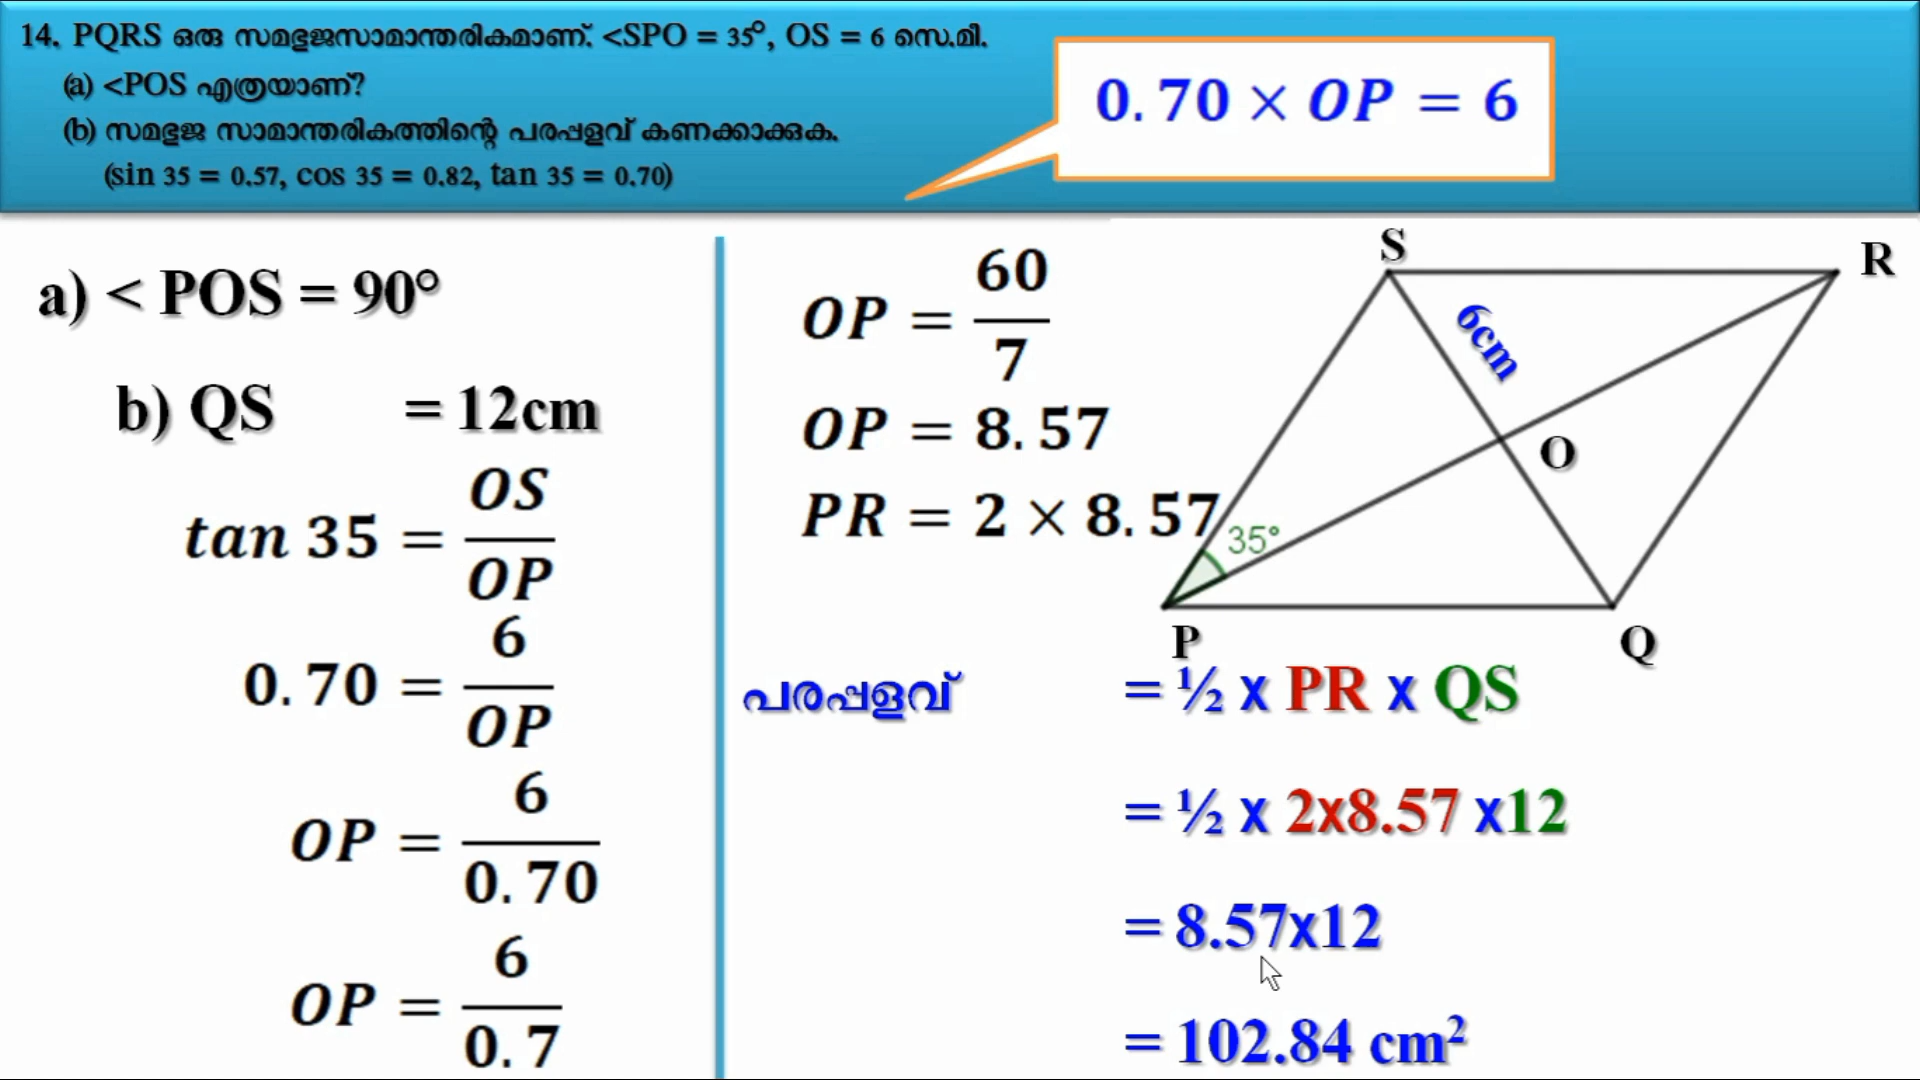 14. PQRS ഒരു സമഭുജസാമാന്തരികമാണ്. <SPO = 35°, OS = 6 സെ.മീ.
(a) <POS എത്രയാണ്?
(b) സമഭുജ സാമാന്തരികത്തിന്റെ പരപ്പളവ് കണക്കാക്കുക.
(sin 35 = 0.57, cos 35 = 0.82, tan 35 = 0.70)
0.70 × OP = 6
a) < POS = 90°
b) QS = 12cm
tan 35 = OS/OP
0.70 = 6/OP
OP = 6/0.70
OP = 6/0.7
OP = 60/7
OP = 8.57
PR = 2 × 8.57
S
R
6cm
O
35°
P
Q
പരപ്പളവ് = ½ x PR x QS
= ½ x 2x8.57 x12
= 8.57x12
= 102.84 cm²